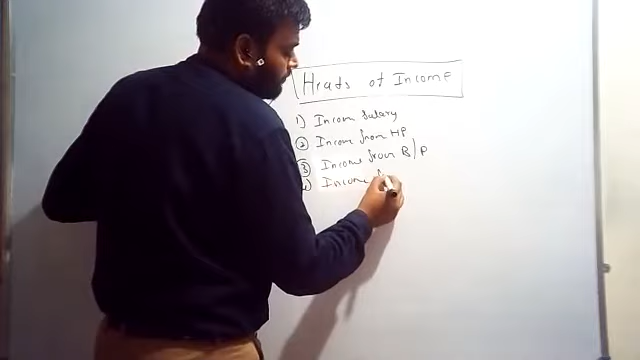 Heads of Income
1) Income Salary
2) Income from HP
3) Income from B/P
4) Income f